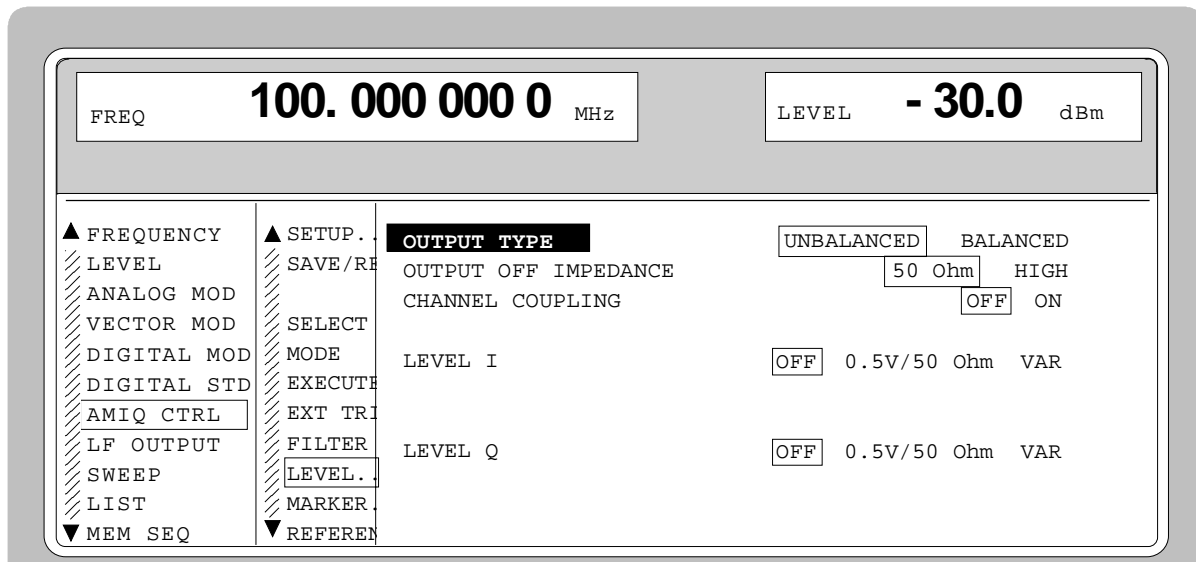 FREQ 100. 000 000 0 MHz
LEVEL - 30.0 dBm
FREQUENCY
LEVEL
ANALOG MOD
VECTOR MOD
DIGITAL MOD
DIGITAL STD
AMIQ CTRL
LF OUTPUT
SWEEP
LIST
MEM SEQ
SETUP..
SAVE/RE
SELECT
MODE
EXECUTE
EXT TRI
FILTER
LEVEL..
MARKER.
REFEREN
OUTPUT TYPE UNBALANCED BALANCED
OUTPUT OFF IMPEDANCE 50 Ohm HIGH
CHANNEL COUPLING OFF ON
LEVEL I OFF 0.5V/50 Ohm VAR
LEVEL Q OFF 0.5V/50 Ohm VAR